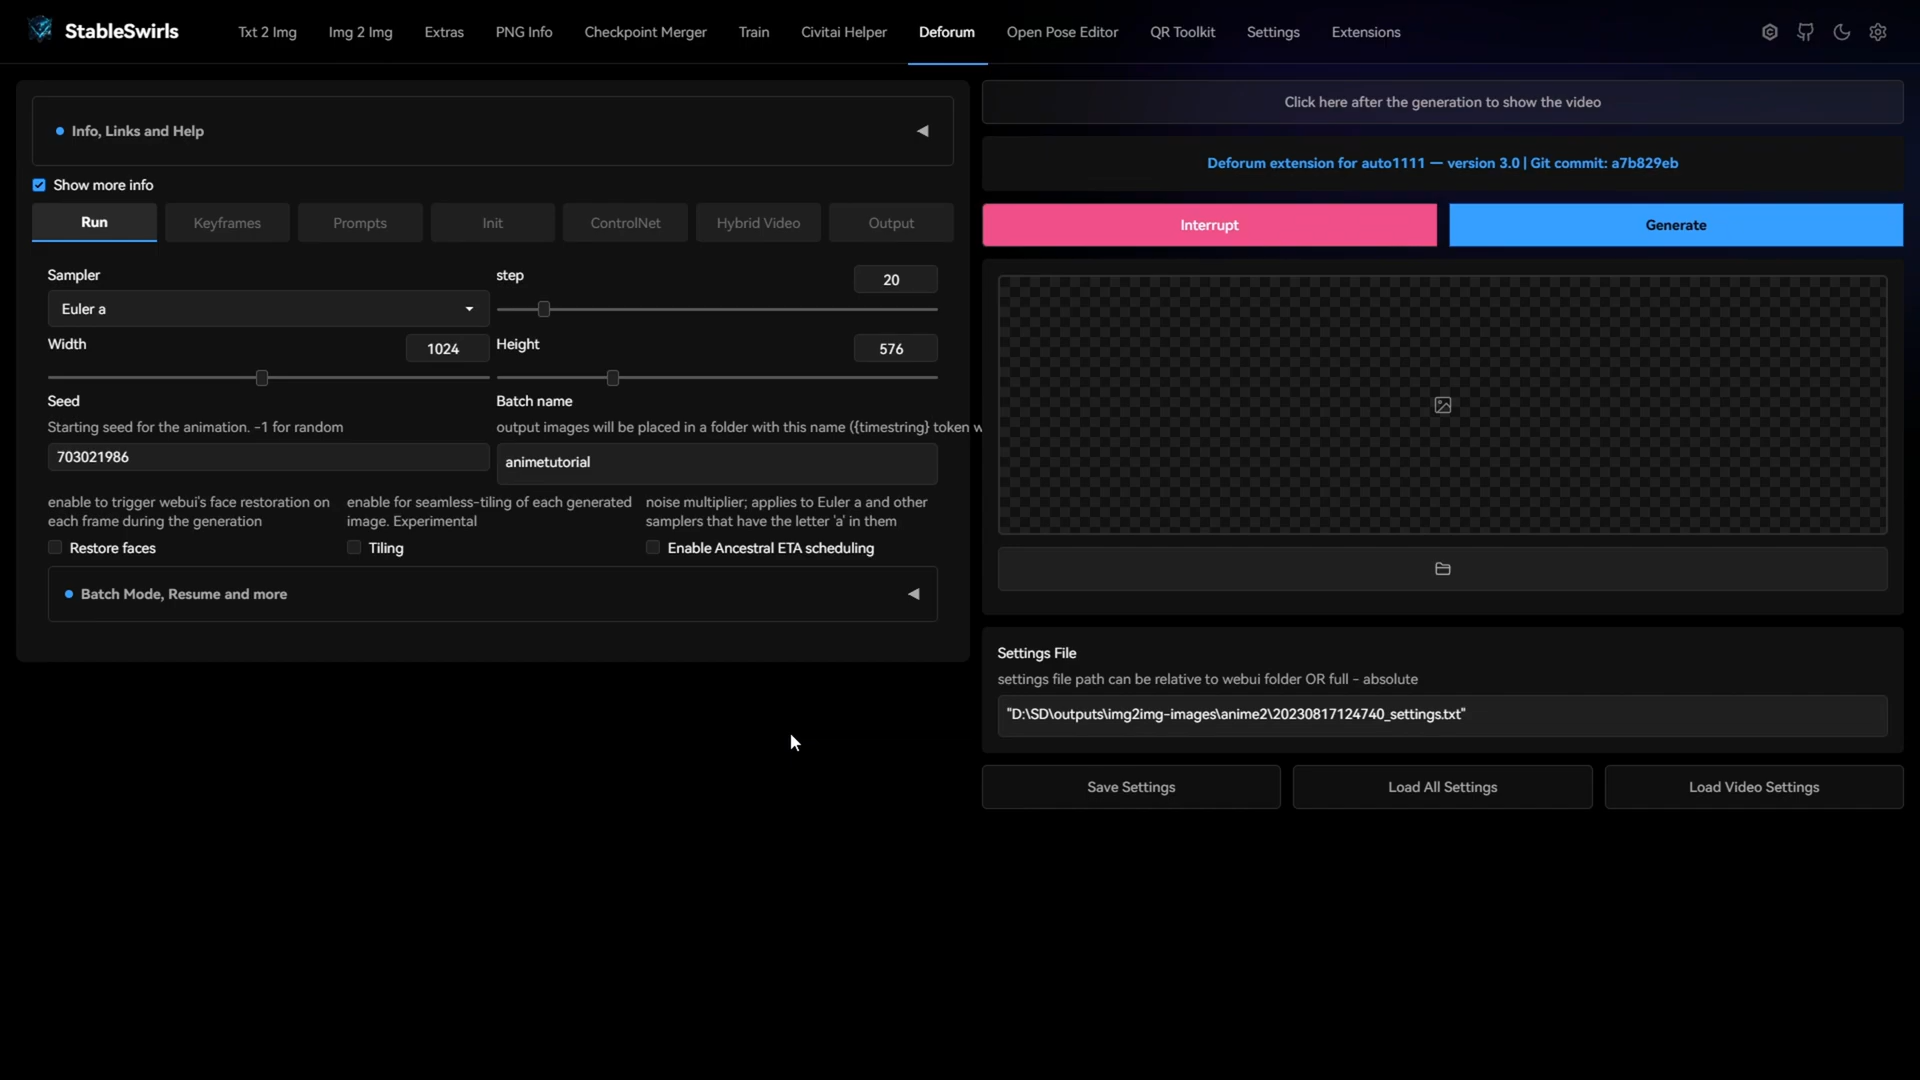 StableSwirls
Txt 2 Img
Img 2 Img
Extras
PNG Info
Checkpoint Merger
Train
Civitai Helper
Deforum
Open Pose Editor
QR Toolkit
Settings
Extensions
Info, Links and Help
Show more info
Run
Keyframes
Prompts
Init
ControlNet
Hybrid Video
Output
Sampler
Euler a
step
20
Width
1024
Height
576
Seed
Starting seed for the animation. -1 for random
703021986
Batch name
output images will be placed in a folder with this name ({timestring} token w
animetutorial
enable to trigger webui's face restoration on
each frame during the generation
Restore faces
enable for seamless-tiling of each generated
image. Experimental
Tiling
noise multiplier; applies to Euler a and other
samplers that have the letter 'a' in them
Enable Ancestral ETA scheduling
Batch Mode, Resume and more
Click here after the generation to show the video
Deforum extension for auto1111 — version 3.0 | Git commit: a7b829eb
Interrupt
Generate
Settings File
settings file path can be relative to webui folder OR full - absolute
"D:\SD\outputs\img2img-images\anime2\20230817124740_settings.txt"
Save Settings
Load All Settings
Load Video Settings